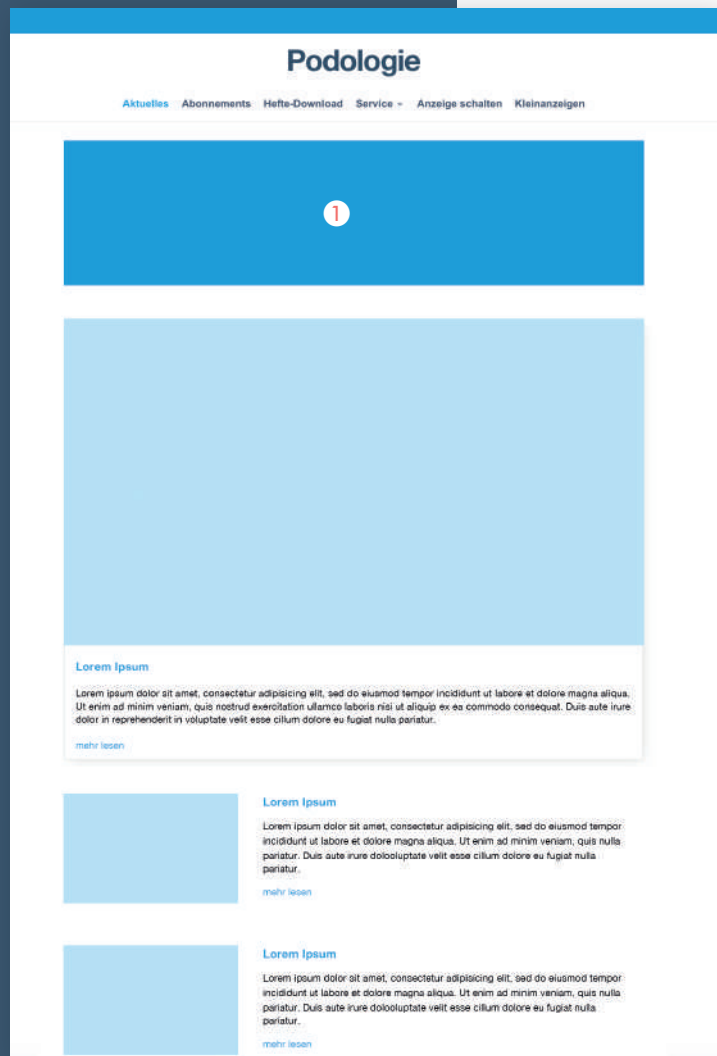 Podologie
Aktuelles Abonnements Hefte-Download Service Anzeige schalten Kleinanzeigen
1
Lorem Ipsum
Lorem ipsum dolor sit amet, consectetur adipisicing elit, sed do eiusmod tempor incididunt ut labore et dolore magna aliqua.
Ut enim ad minim veniam, quis nostrud exercitation ullamco laboris nisi ut aliquip ex ea commodo consequat. Duis aute irure
dolor in reprehenderit in voluptate velit esse cillum dolore eu fugiat nulla pariatur.
mehr lesen
Lorem Ipsum
Lorem ipsum dolor sit amet, consectetur adipisicing elit, sed do eiusmod tempor
incididunt ut labore et dolore magna aliqua. Ut enim ad minim veniam, quis nulla
pariatur. Duis aute irure dolooluptate velit esse cillum dolore eu fugiat nulla
pariatur.
mehr lesen
Lorem Ipsum
Lorem ipsum dolor sit amet, consectetur adipisicing elit, sed do eiusmod tempor
incididunt ut labore et dolore magna aliqua. Ut enim ad minim veniam, quis nulla
pariatur. Duis aute irure dolooluptate velit esse cillum dolore eu fugiat nulla
pariatur.
mehr lesen